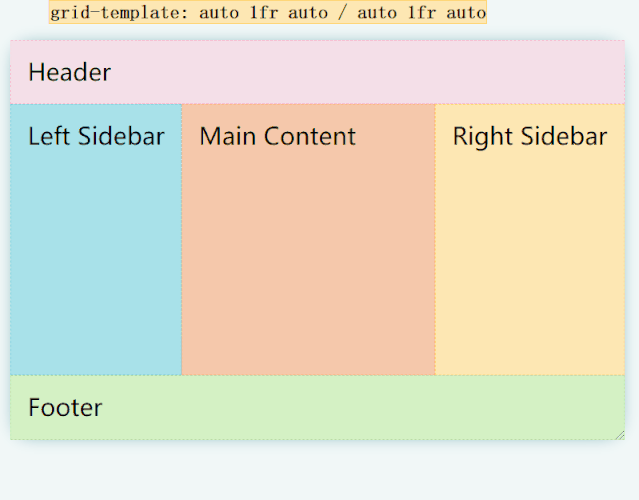 grid-template: auto 1fr auto / auto 1fr auto
Header
Left Sidebar
Main Content
Right Sidebar
Footer